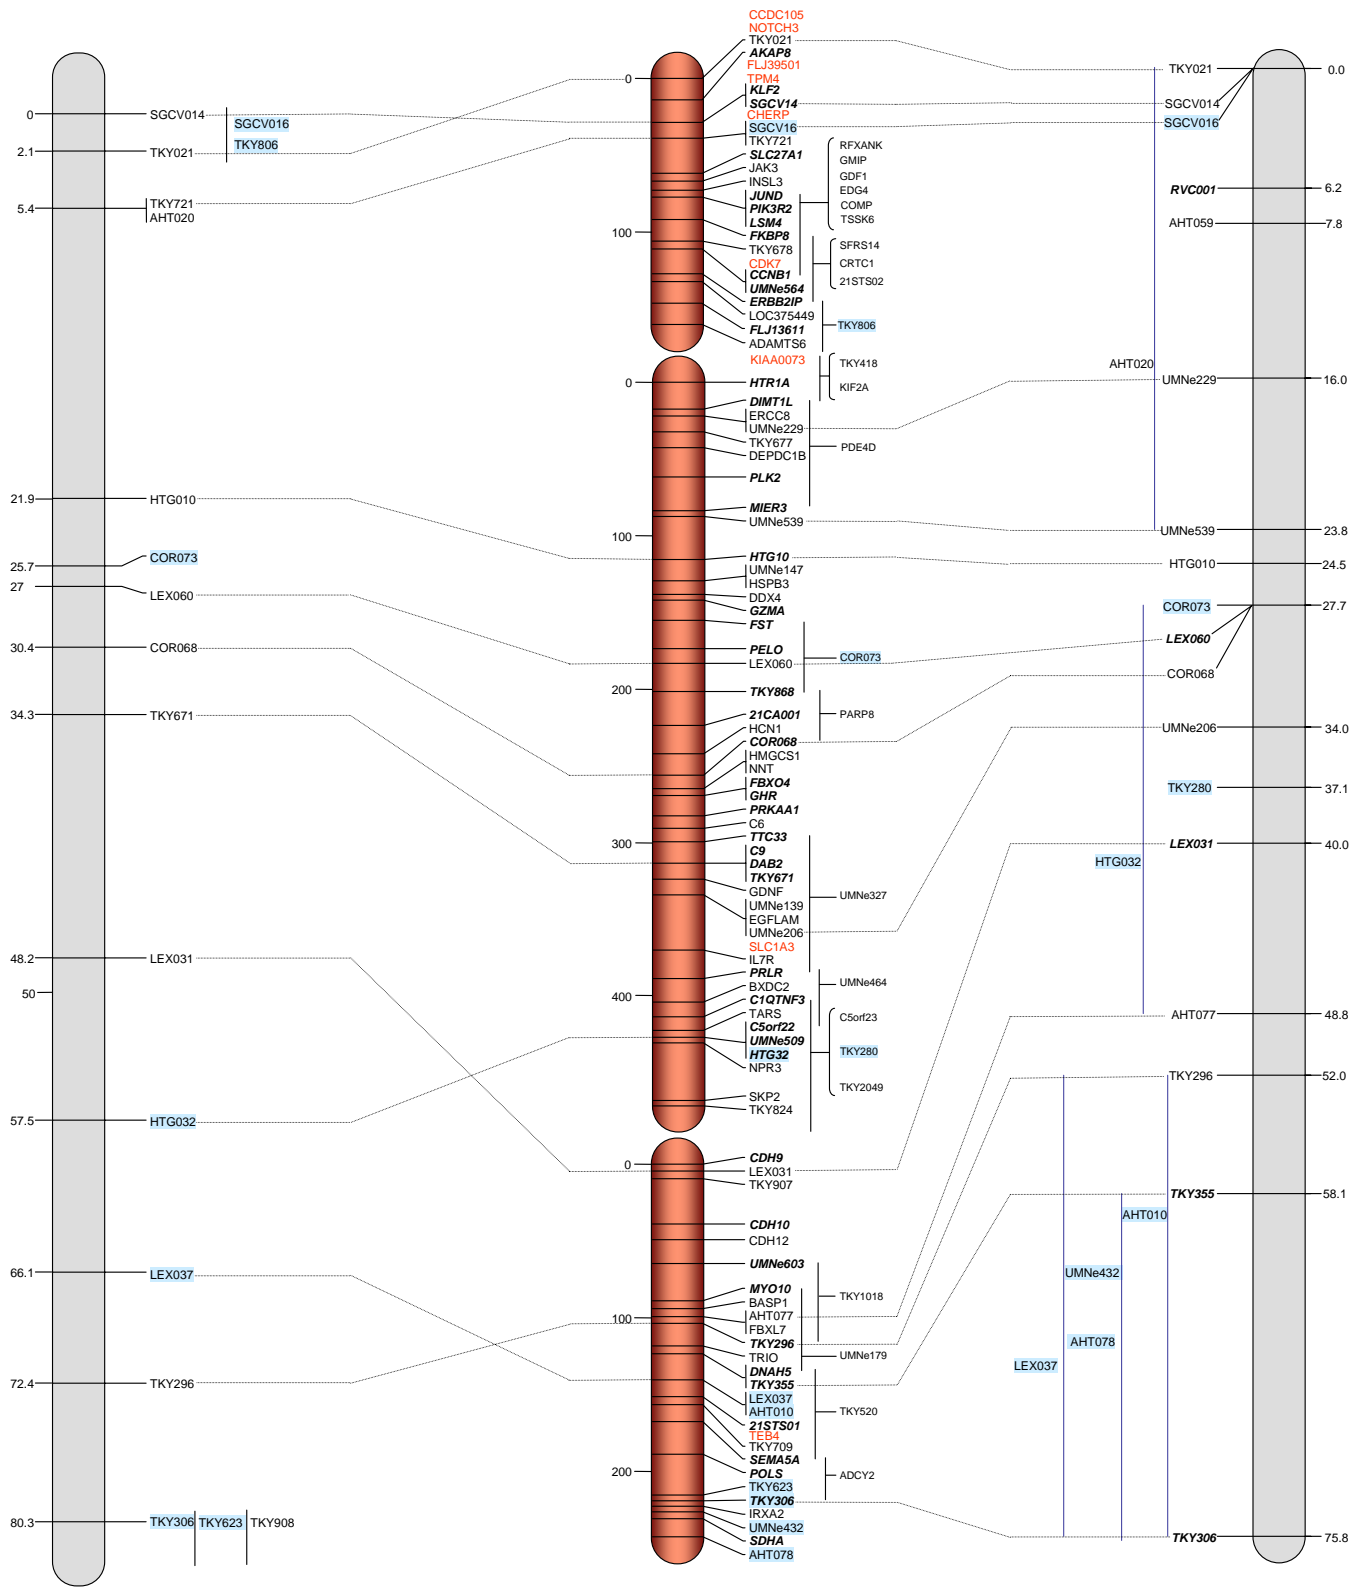 0
2.1
5.4
21.9
25.7
27
30.4
34.3
48.2
50
57.5
66.1
72.4
80.3
SGCV014
SGCV016
TKY806
TKY021
TKY721
AHT020
HTG010
COR073
LEX060
COR068
TKY671
LEX031
HTG032
LEX037
TKY296
TKY306 TKY623 TKY908
0
100
0
100
200
300
400
0
100
200
CCDC105
NOTCH3
TKY021
AKAP8
FLJ39501
TPM4
KLF2
SGCV14
CHERP
SGCV16
TKY721
SLC27A1
JAK3
INSL3
JUND
PIK3R2
LSM4
FKBP8
TKY678
CDK7
CCNB1
UMNe564
ERBB2IP
LOC375449
FLJ13611
ADAMTS6
KIAA0073
HTR1A
DIMT1L
ERCC8
UMNe229
TKY677
DEPDC1B
PLK2
MIER3
UMNe539
HTG10
UMNe147
HSPB3
DDX4
GZMA
FST
PELO
LEX060
TKY868
21CA001
HCN1
COR068
HMGCS1
NNT
FBXO4
GHR
PRKAA1
C6
TTC33
C9
DAB2
TKY671
GDNF
UMNe139
EGFLAM
UMNe206
SLC1A3
IL7R
PRLR
BXDC2
C1QTNF3
TARS
C5orf22
UMNe509
HTG32
NPR3
SKP2
TKY824
CDH9
LEX031
TKY907
CDH10
CDH12
UMNe603
MYO10
BASP1
AHT077
FBXL7
TKY296
TRIO
DNAH5
TKY355
LEX037
AHT010
21STS01
TEB4
TKY709
SEMA5A
POLS
TKY623
TKY306
IRXA2
UMNe432
SDHA
AHT078
RFXANK
GMIP
GDF1
EDG4
COMP
TSSK6
SFRS14
CRTC1
21STS02
TKY806
TKY418
KIF2A
PDE4D
COR073
PARP8
UMNe327
UMNe464
C5orf23
TKY280
TKY2049
TKY1018
UMNe179
TKY520
ADCY2
AHT020
HTG032
AHT010
UMNe432
AHT078
LEX037
TKY021
SGCV014
SGCV016
RVC001
AHT059
UMNe229
UMNe539
HTG010
COR073
LEX060
COR068
UMNe206
TKY280
LEX031
AHT077
TKY296
TKY355
TKY306
0.0
6.2
7.8
16.0
23.8
24.5
27.7
34.0
37.1
40.0
48.8
52.0
58.1
75.8